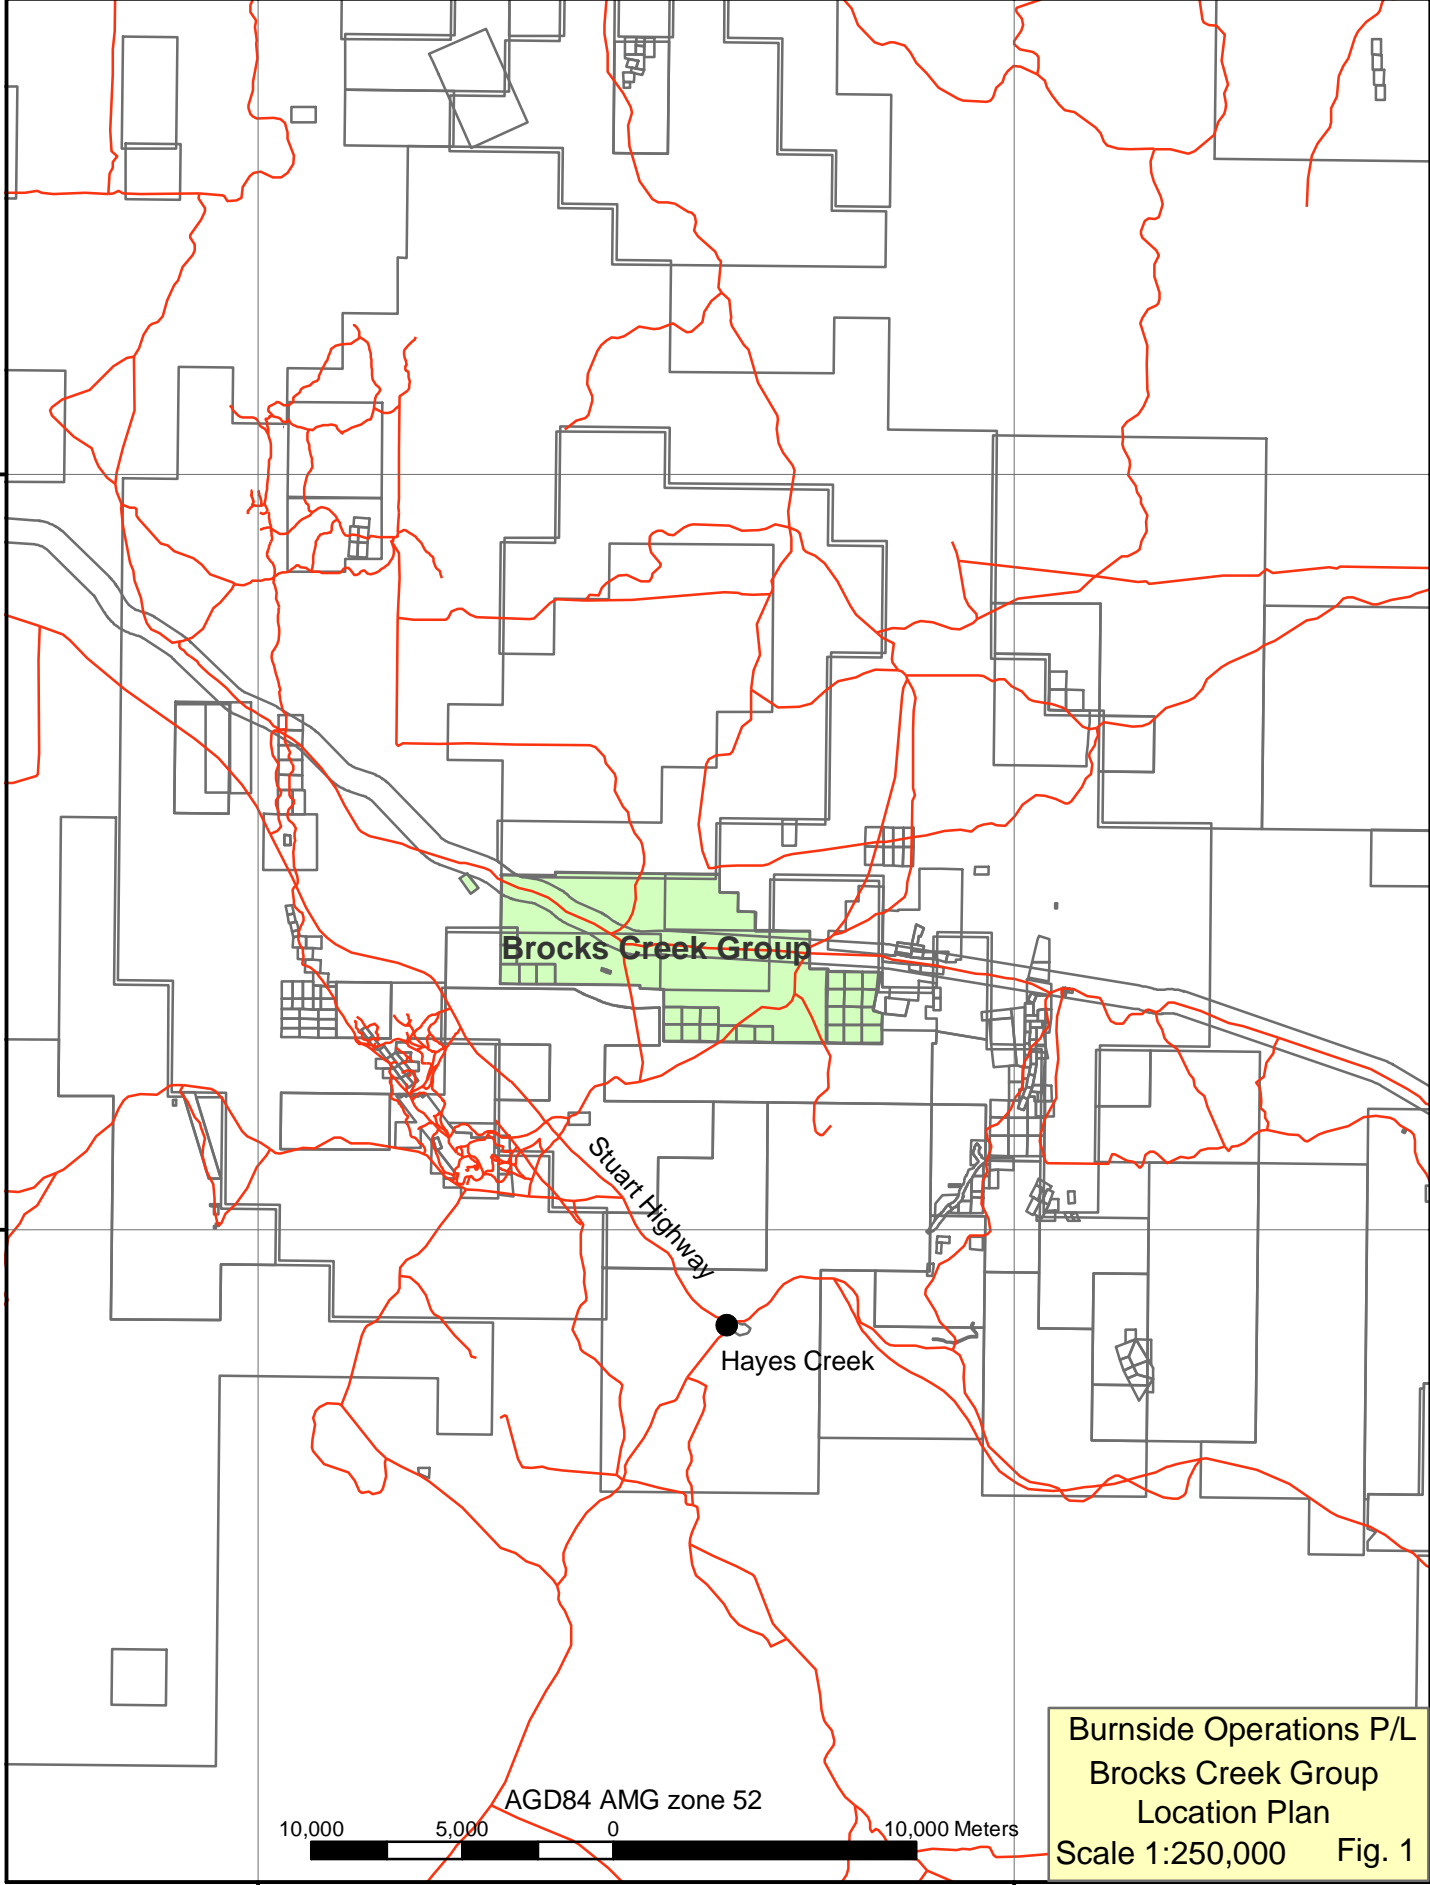 Brocks Creek Group
Stuart Highway
Hayes Creek
AGD84 AMG zone 52
10,000 5,000 0 10,000 Meters
Burnside Operations P/L
Brocks Creek Group
Location Plan
Scale 1:250,000 Fig. 1